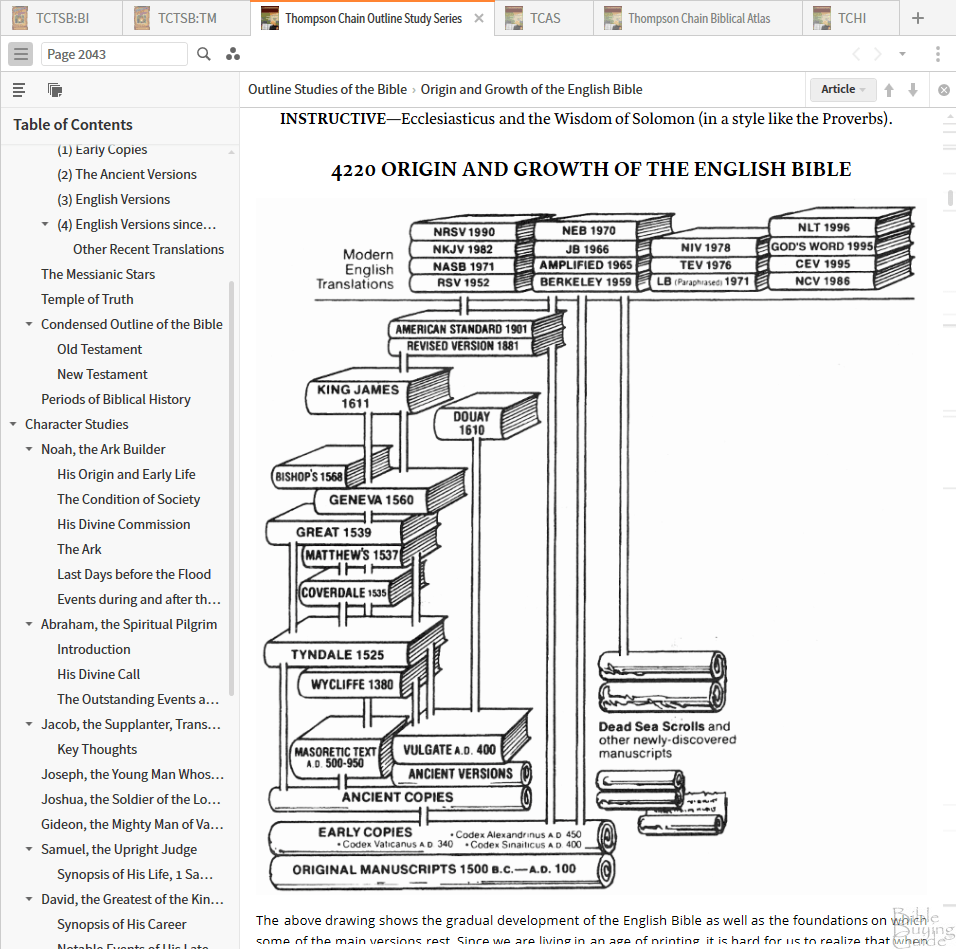 TCTSB:BI
TCTSB:TM
Thompson Chain Outline Study Series
TCAS
Thompson Chain Biblical Atlas
TCHI
Page 2043
Outline Studies of the Bible › Origin and Growth of the English Bible
Article
Table of Contents
(1) Early Copies
(2) The Ancient Versions
(3) English Versions
(4) English Versions since...
Other Recent Translations
The Messianic Stars
Temple of Truth
Condensed Outline of the Bible
Old Testament
New Testament
Periods of Biblical History
Character Studies
Noah, the Ark Builder
His Origin and Early Life
The Condition of Society
His Divine Commission
The Ark
Last Days before the Flood
Events during and after th...
Abraham, the Spiritual Pilgrim
Introduction
His Divine Call
The Outstanding Events a...
Jacob, the Supplanter, Trans...
Key Thoughts
Joseph, the Young Man Whos...
Joshua, the Soldier of the Lo...
Gideon, the Mighty Man of Va...
Samuel, the Upright Judge
Synopsis of His Life, 1 Sa...
David, the Greatest of the Kin...
Synopsis of His Career
Notable Events of His Late
INSTRUCTIVE—Ecclesiasticus and the Wisdom of Solomon (in a style like the Proverbs).
4220 ORIGIN AND GROWTH OF THE ENGLISH BIBLE
Modern
English
Translations
NRSV 1990
NKJV 1982
NASB 1971
RSV 1952
NEB 1970
JB 1966
AMPLIFIED 1965
BERKELEY 1959
NIV 1978
TEV 1976
LB (Paraphrased) 1971
NLT 1996
GOD'S WORD 1995
CEV 1995
NCV 1986
AMERICAN STANDARD 1901
REVISED VERSION 1881
KING JAMES
1611
DOUAY
1610
BISHOP'S 1568
GENEVA 1560
GREAT 1539
MATTHEW'S 1537
COVERDALE 1535
TYNDALE 1525
WYCLIFFE 1380
MASORETIC TEXT
A.D. 500-950
VULGATE A.D. 400
ANCIENT VERSIONS
ANCIENT COPIES
Dead Sea Scrolls and
other newly-discovered
manuscripts
EARLY COPIES
• Codex Alexandrinus A.D 450
• Codex Vaticanus A.D 340
• Codex Sinaiticus A.D. 400
ORIGINAL MANUSCRIPTS 1500 B.C.—A.D. 100
The above drawing shows the gradual development of the English Bible as well as the foundations on which
some of the main versions rest. Since we are living in an age of printing, it is hard for us to realize that when
Bible
Buying
Guide